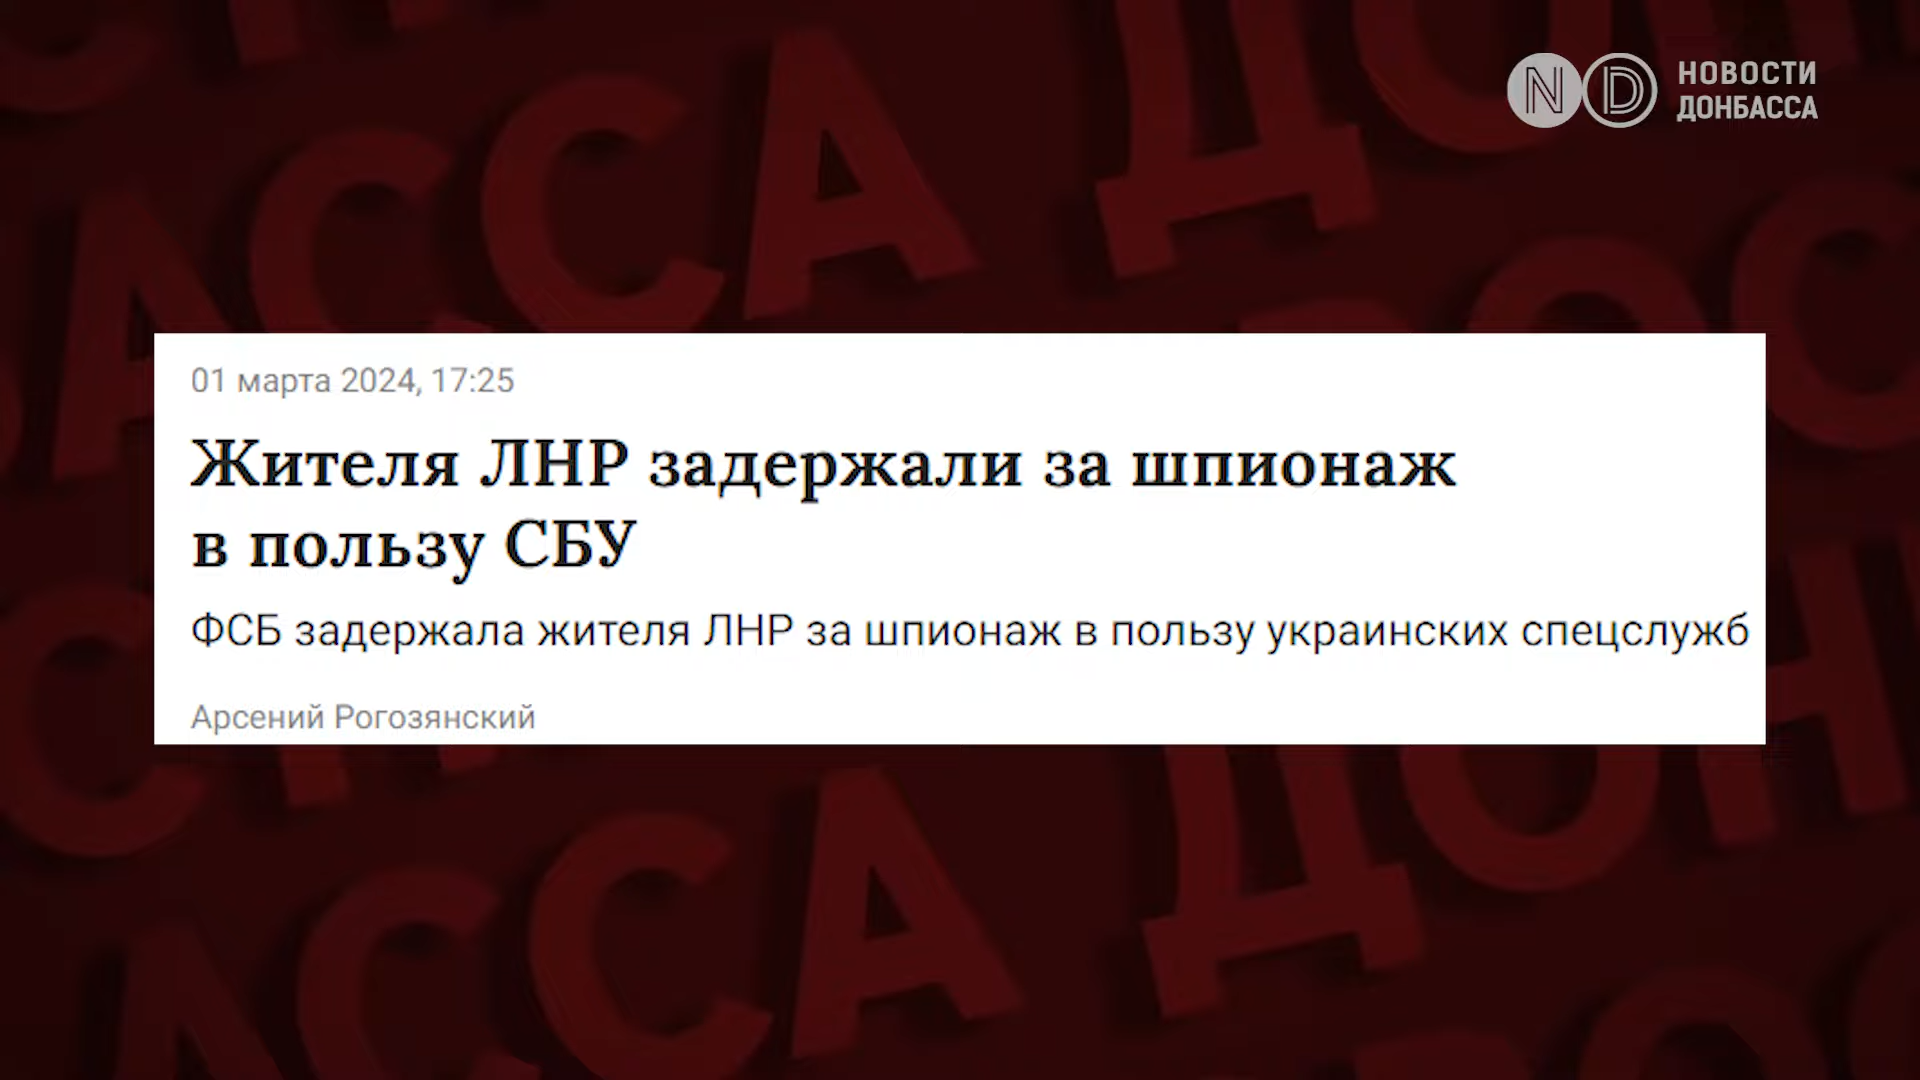 ND НОВОСТИ
ДОНБАССА
01 марта 2024, 17:25
Жителя ЛНР задержали за шпионаж
в пользу СБУ
ФСБ задержала жителя ЛНР за шпионаж в пользу украинских спецслужб
Арсений Рогозянский